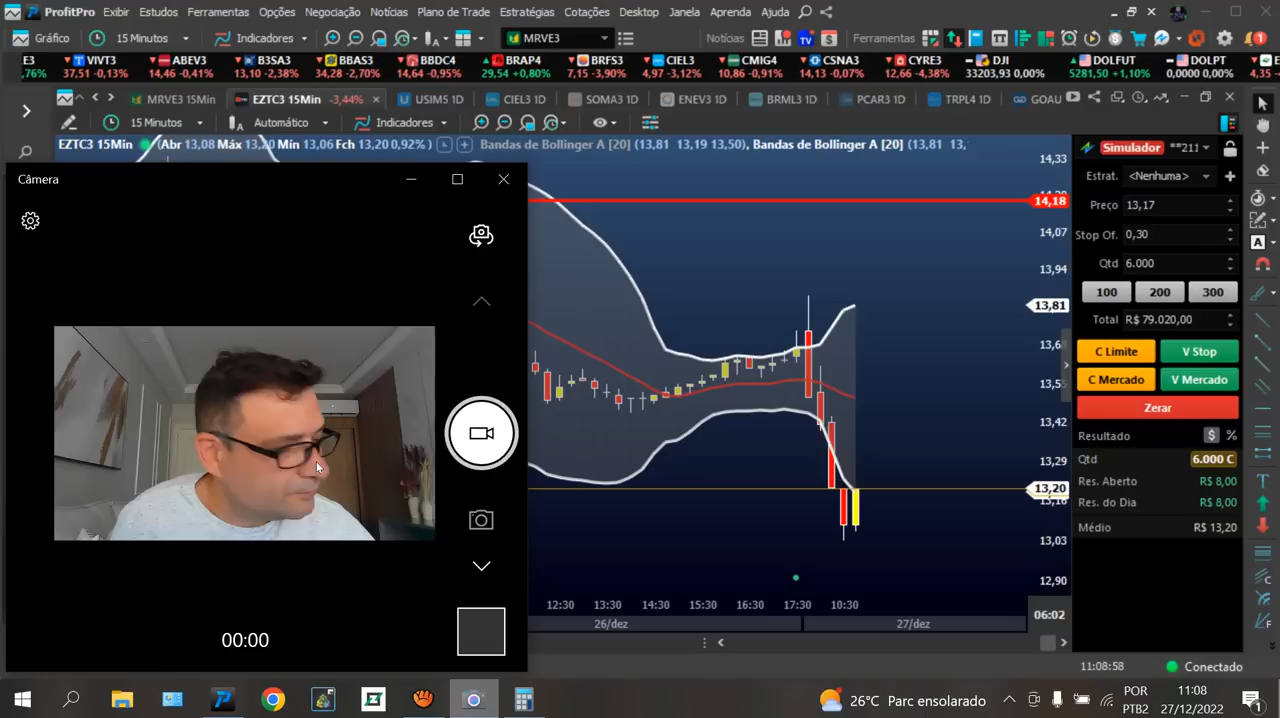 ProfitPro Exibir Estudos Ferramentas Opções Negociação Notícias Plano de Trade Estratégias Cotações Desktop Janela Aprenda Ajuda
Gráfico 15 Minutos Indicadores MRVE3 Notícias TV Ferramentas
E3 VIVT3 ABEV3 B3SA3 BBAS3 BBDC4 BRAP4 BRFS3 CIEL3 CMIG4 CSNA3 CYRE3 DJI DOLFUT DOLPT
,76% 37,51 -0,13% 14,46 -0,41% 13,10 -2,38% 34,28 -2,70% 14,64 -0,95% 29,54 +0,80% 7,15 -3,90% 4,97 -3,12% 10,86 -0,91% 14,13 -0,07% 12,66 -4,38% 33203,93 0,00% 5281,50 +1,10% 0,0000 0,00% 4,35
MRVE3 15Min EZTC3 15Min -3,44% USIM5 1D CIEL3 1D SOMA3 1D ENEV3 1D BRML3 1D PCAR3 1D TRPL4 1D GOAU
15 Minutos Automático Indicadores
EZTC3 15Min (Abr 13,08 Máx 13,20 Min 13,06 Fch 13,20 0,92% ) Bandas de Bollinger A [20] (13,81 13,19 13,50), Bandas de Bollinger A [20] (13,81 13,
Simulador **211
14,33
Câmera
Estrat. <Nenhuma>
14,18
Preço 13,17
14,07
Stop Of. 0,30
13,94
Qtd 6.000
100 200 300
13,81
Total R$ 79.020,00
C Limite V Stop
C Mercado V Mercado
Zerar
13,42
Resultado $ %
13,29
Qtd 6.000 C
Res. Aberto R$ 8,00
13,20
Res. do Dia R$ 8,00
Médio R$ 13,20
13,03
12,90
12:30 13:30 14:30 15:30 16:30 17:30 10:30
06:02
26/dez 27/dez
00:00
11:08:58 Conectado
26°C Parc ensolarado
POR
PTB2
11:08
27/12/2022